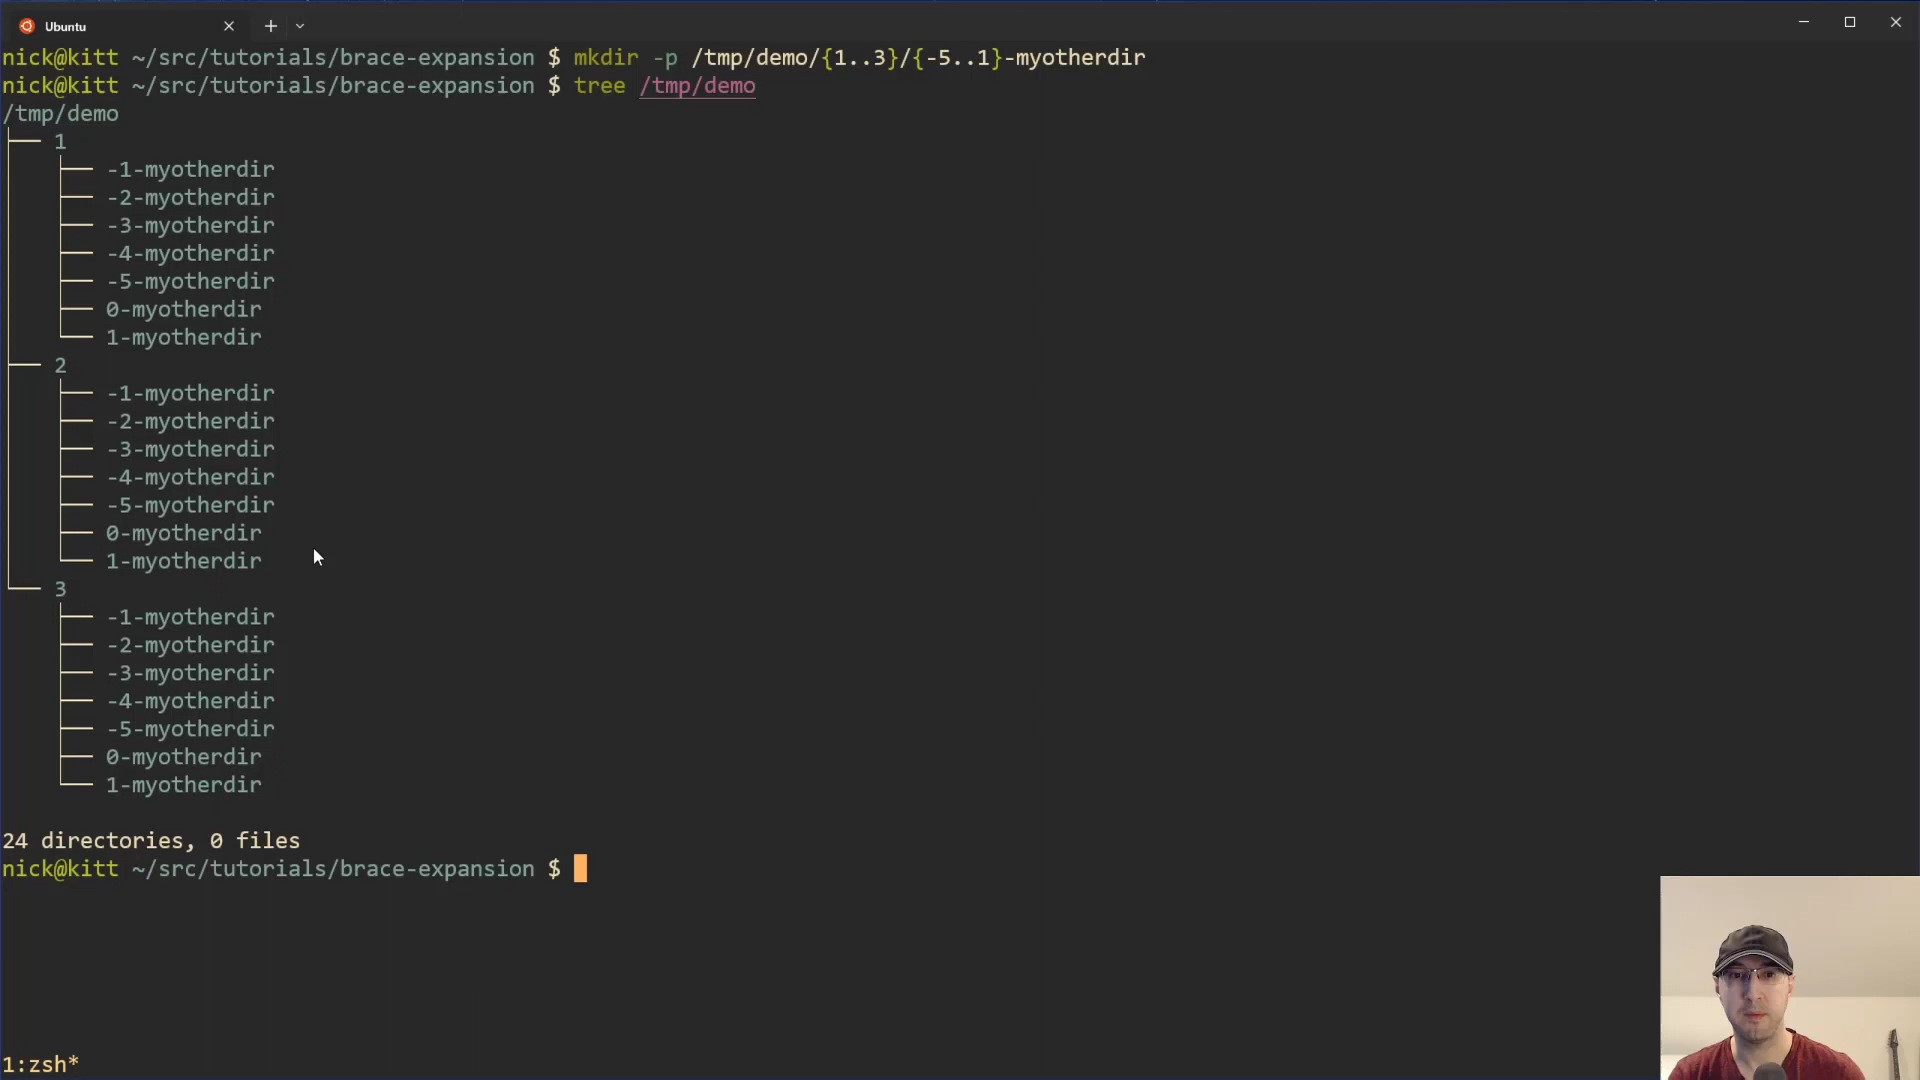 Ubuntu
nick@kitt ~/src/tutorials/brace-expansion $ mkdir -p /tmp/demo/{1..3}/{-5..1}-myotherdir
nick@kitt ~/src/tutorials/brace-expansion $ tree /tmp/demo
/tmp/demo
├── 1
│   ├── -1-myotherdir
│   ├── -2-myotherdir
│   ├── -3-myotherdir
│   ├── -4-myotherdir
│   ├── -5-myotherdir
│   ├── 0-myotherdir
│   └── 1-myotherdir
├── 2
│   ├── -1-myotherdir
│   ├── -2-myotherdir
│   ├── -3-myotherdir
│   ├── -4-myotherdir
│   ├── -5-myotherdir
│   ├── 0-myotherdir
│   └── 1-myotherdir
└── 3
    ├── -1-myotherdir
    ├── -2-myotherdir
    ├── -3-myotherdir
    ├── -4-myotherdir
    ├── -5-myotherdir
    ├── 0-myotherdir
    └── 1-myotherdir
24 directories, 0 files
nick@kitt ~/src/tutorials/brace-expansion $
1:zsh*